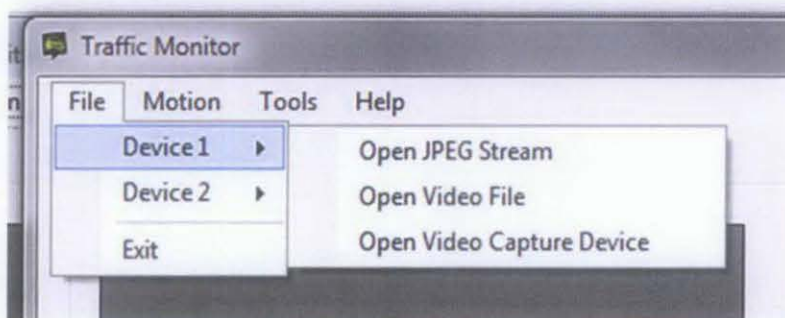 Traffic Monitor
File Motion Tools Help
Device 1 Open JPEG Stream
Device 2 Open Video File
Exit Open Video Capture Device